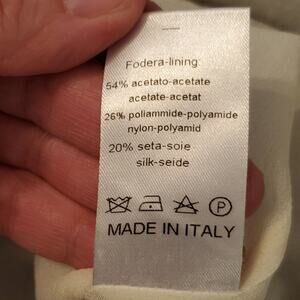 Fodera-lining:
54% acetato-acetate
acetate-acetat
26% poliammide-polyamide
nylon-polyamid
20% seta-soie
silk-seide
P
MADE IN ITALY